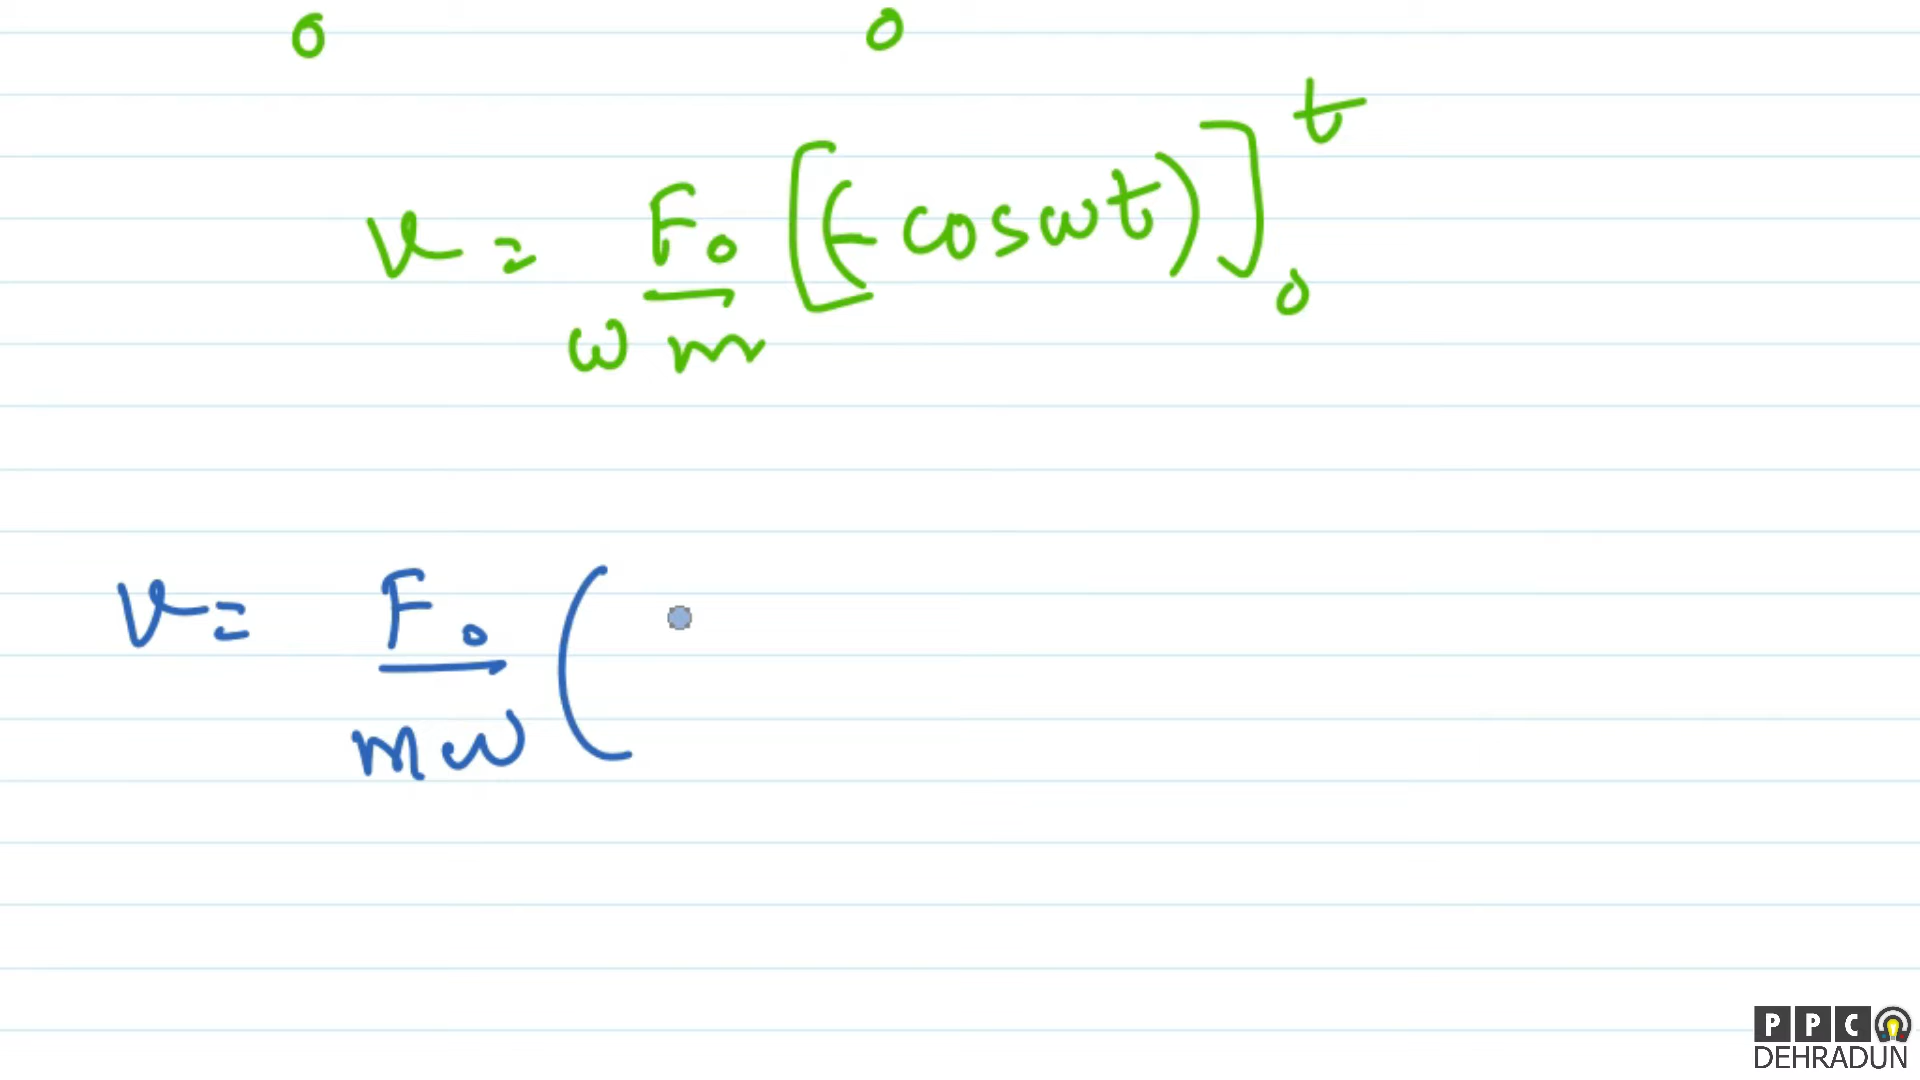 0 0
v = F₀/ωm [(-cosωt)]₀ᵗ
v = F₀/mω (
PPC
DEHRADUN